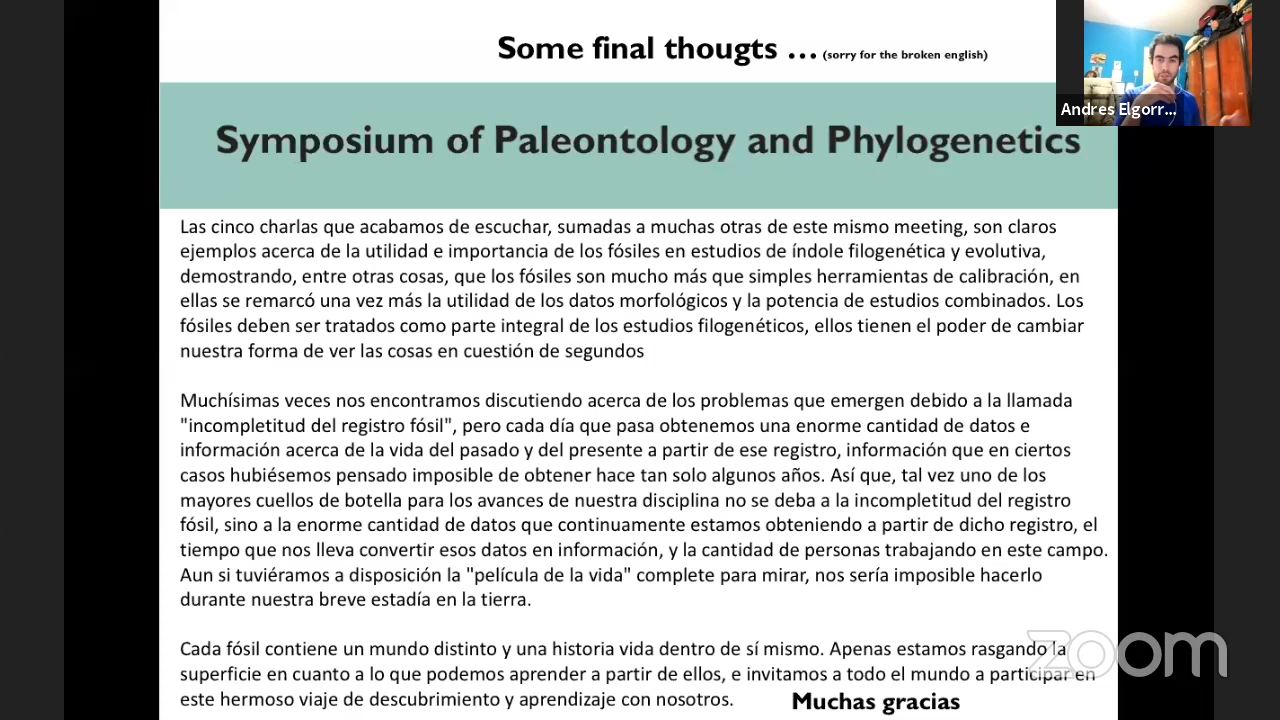 Some final thougts ... (sorry for the broken english)
Andres Elgorr...
Symposium of Paleontology and Phylogenetics
Las cinco charlas que acabamos de escuchar, sumadas a muchas otras de este mismo meeting, son claros
ejemplos acerca de la utilidad e importancia de los fósiles en estudios de índole filogenética y evolutiva,
demostrando, entre otras cosas, que los fósiles son mucho más que simples herramientas de calibración, en
ellas se remarcó una vez más la utilidad de los datos morfológicos y la potencia de estudios combinados. Los
fósiles deben ser tratados como parte integral de los estudios filogenéticos, ellos tienen el poder de cambiar
nuestra forma de ver las cosas en cuestión de segundos
Muchísimas veces nos encontramos discutiendo acerca de los problemas que emergen debido a la llamada
"incompletitud del registro fósil", pero cada día que pasa obtenemos una enorme cantidad de datos e
información acerca de la vida del pasado y del presente a partir de ese registro, información que en ciertos
casos hubiésemos pensado imposible de obtener hace tan solo algunos años. Así que, tal vez uno de los
mayores cuellos de botella para los avances de nuestra disciplina no se deba a la incompletitud del registro
fósil, sino a la enorme cantidad de datos que continuamente estamos obteniendo a partir de dicho registro, el
tiempo que nos lleva convertir esos datos en información, y la cantidad de personas trabajando en este campo.
Aun si tuviéramos a disposición la "película de la vida" complete para mirar, nos sería imposible hacerlo
durante nuestra breve estadía en la tierra.
Cada fósil contiene un mundo distinto y una historia vida dentro de sí mismo. Apenas estamos rasgando la
superficie en cuanto a lo que podemos aprender a partir de ellos, e invitamos a todo el mundo a participar en
este hermoso viaje de descubrimiento y aprendizaje con nosotros.
Muchas gracias
zoom